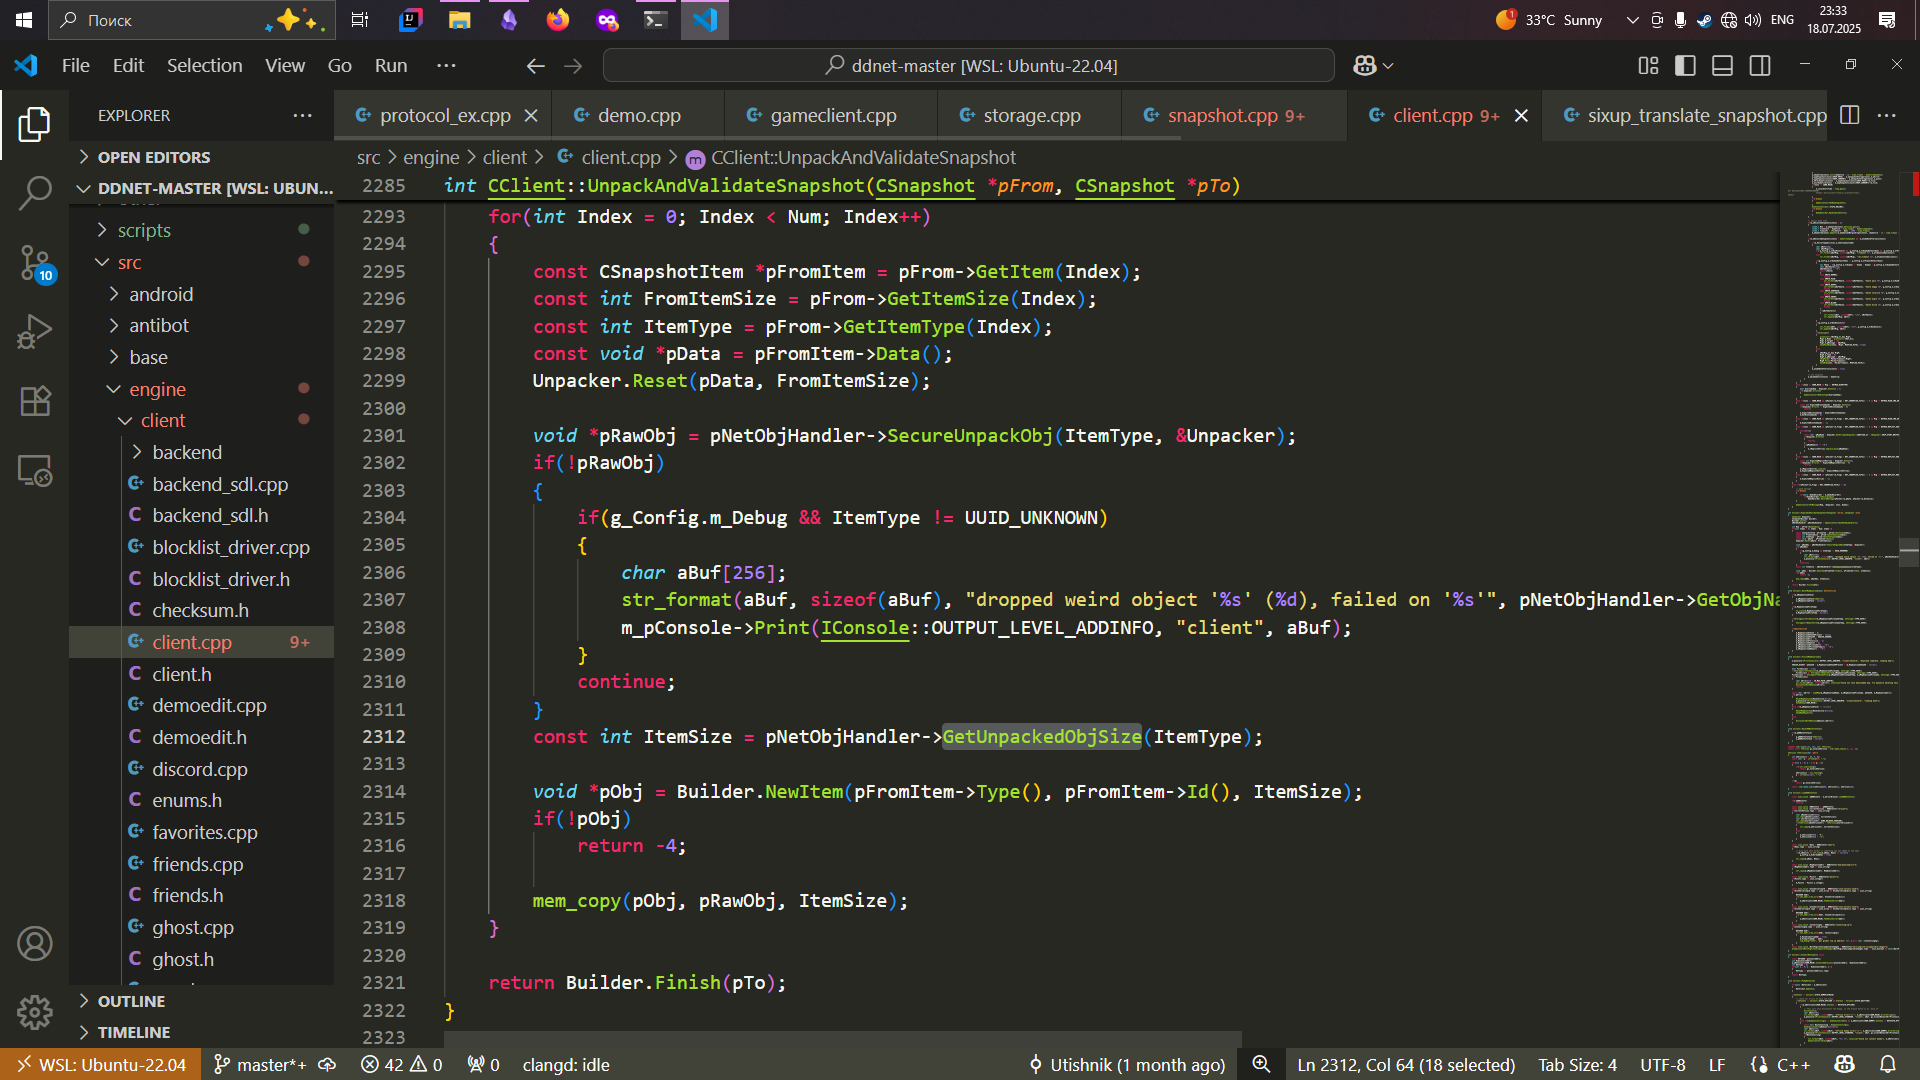 Поиск
33°C Sunny
ENG
23:33
18.07.2025
File Edit Selection View Go Run ···
ddnet-master [WSL: Ubuntu-22.04]
EXPLORER
protocol_ex.cpp
demo.cpp
gameclient.cpp
storage.cpp
snapshot.cpp 9+
client.cpp 9+
sixup_translate_snapshot.cpp
OPEN EDITORS
DDNET-MASTER [WSL: UBUN...
scripts
src
android
antibot
base
engine
client
backend
backend_sdl.cpp
backend_sdl.h
blocklist_driver.cpp
blocklist_driver.h
checksum.h
client.cpp 9+
client.h
demoedit.cpp
demoedit.h
discord.cpp
enums.h
favorites.cpp
friends.cpp
friends.h
ghost.cpp
ghost.h
OUTLINE
TIMELINE
10
src > engine > client > client.cpp > CClient::UnpackAndValidateSnapshot
2285 int CClient::UnpackAndValidateSnapshot(CSnapshot *pFrom, CSnapshot *pTo)
2293 for(int Index = 0; Index < Num; Index++)
2294 {
2295 const CSnapshotItem *pFromItem = pFrom->GetItem(Index);
2296 const int FromItemSize = pFrom->GetItemSize(Index);
2297 const int ItemType = pFrom->GetItemType(Index);
2298 const void *pData = pFromItem->Data();
2299 Unpacker.Reset(pData, FromItemSize);
2300
2301 void *pRawObj = pNetObjHandler->SecureUnpackObj(ItemType, &Unpacker);
2302 if(!pRawObj)
2303 {
2304 if(g_Config.m_Debug && ItemType != UUID_UNKNOWN)
2305 {
2306 char aBuf[256];
2307 str_format(aBuf, sizeof(aBuf), "dropped weird object '%s' (%d), failed on '%s'", pNetObjHandler->GetObjNa
2308 m_pConsole->Print(IConsole::OUTPUT_LEVEL_ADDINFO, "client", aBuf);
2309 }
2310 continue;
2311 }
2312 const int ItemSize = pNetObjHandler->GetUnpackedObjSize(ItemType);
2313
2314 void *pObj = Builder.NewItem(pFromItem->Type(), pFromItem->Id(), ItemSize);
2315 if(!pObj)
2316 return -4;
2317
2318 mem_copy(pObj, pRawObj, ItemSize);
2319 }
2320
2321 return Builder.Finish(pTo);
2322 }
2323
WSL: Ubuntu-22.04 master*+ 42 0 0 clangd: idle Utishnik (1 month ago) Ln 2312, Col 64 (18 selected) Tab Size: 4 UTF-8 LF C++